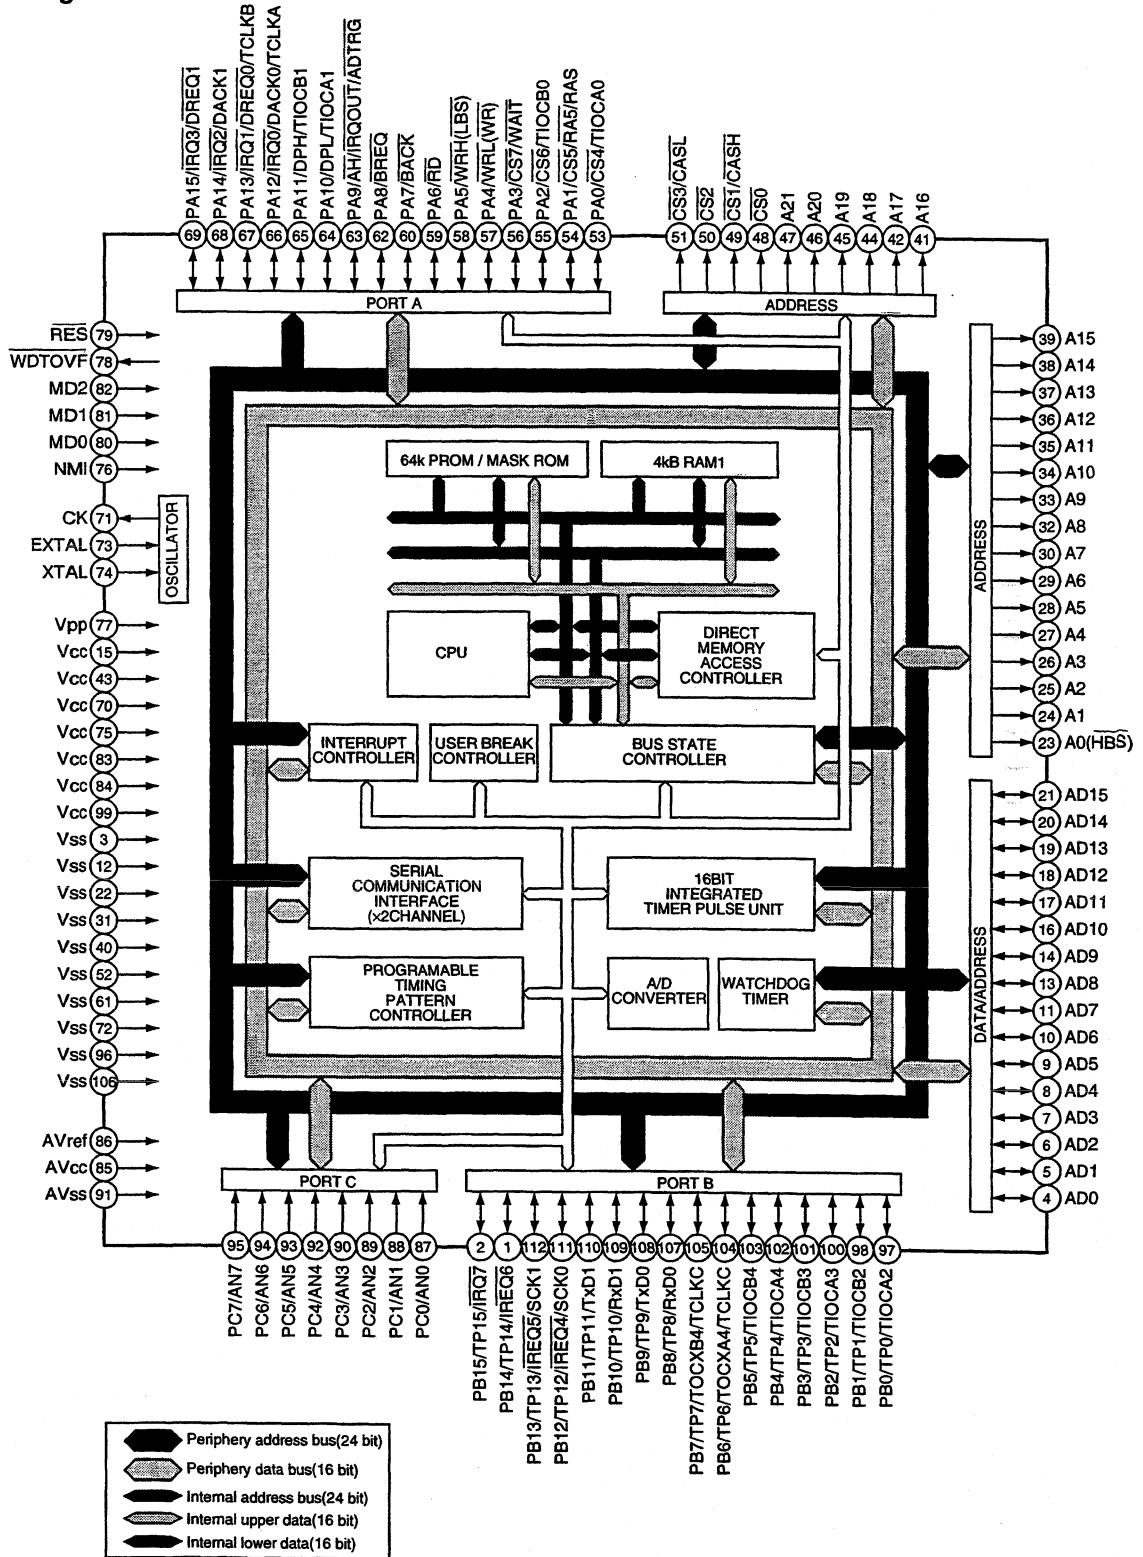 69 PA15/IRQ3/DREQ1
68 PA14/IRQ2/DACK1
67 PA13/IRQ1/DREQ0/TCLKB
66 PA12/IRQ0/DACK0/TCLKA
65 PA11/DPH/TIOCB1
64 PA10/DPL/TIOCA1
63 PA9/AH/IRQOUT/ADTRG
62 PA8/BREQ
60 PA7/BACK
59 PA6/RD
58 PA5/WRH(LBS)
57 PA4/WRL(WR)
56 PA3/CS7/WAIT
55 PA2/CS6/TIOCB0
54 PA1/CS5/RA5/RAS
53 PA0/CS4/TIOCA0
51 CS3/CASL
50 CS2
49 CS1/CASH
48 CS0
47 A21
46 A20
45 A19
44 A18
42 A17
41 A16
PORT A
ADDRESS
RES 79
WDTOVF 78
MD2 82
MD1 81
MD0 80
NMI 76
CK 71
EXTAL 73
XTAL 74
OSCILLATOR
Vpp 77
Vcc 15
Vcc 43
Vcc 70
Vcc 75
Vcc 83
Vcc 84
Vcc 99
Vss 3
Vss 12
Vss 22
Vss 31
Vss 40
Vss 52
Vss 61
Vss 72
Vss 96
Vss 106
AVref 86
AVcc 85
AVss 91
64k PROM / MASK ROM
4kB RAM1
CPU
DIRECT
MEMORY
ACCESS
CONTROLLER
INTERRUPT
CONTROLLER
USER BREAK
CONTROLLER
BUS STATE
CONTROLLER
SERIAL
COMMUNICATION
INTERFACE
(×2CHANNEL)
16BIT
INTEGRATED
TIMER PULSE UNIT
PROGRAMABLE
TIMING
PATTERN
CONTROLLER
A/D
CONVERTER
WATCHDOG
TIMER
ADDRESS
39 A15
38 A14
37 A13
36 A12
35 A11
34 A10
33 A9
32 A8
30 A7
29 A6
28 A5
27 A4
26 A3
25 A2
24 A1
23 A0(HBS)
DATA/ADDRESS
21 AD15
20 AD14
19 AD13
18 AD12
17 AD11
16 AD10
14 AD9
13 AD8
11 AD7
10 AD6
9 AD5
8 AD4
7 AD3
6 AD2
5 AD1
4 AD0
PORT C
PORT B
95 PC7/AN7
94 PC6/AN6
93 PC5/AN5
92 PC4/AN4
90 PC3/AN3
89 PC2/AN2
88 PC1/AN1
87 PC0/AN0
2 PB15/TP15/IRQ7
1 PB14/TP14/IREQ6
112 PB13/TP13/IREQ5/SCK1
111 PB12/TP12/IREQ4/SCK0
110 PB11/TP11/TxD1
109 PB10/TP10/RxD1
108 PB9/TP9/TxD0
107 PB8/TP8/RxD0
105 PB7/TP7/TOCXB4/TCLKC
104 PB6/TP6/TOCXA4/TCLKC
103 PB5/TP5/TIOCB4
102 PB4/TP4/TIOCA4
101 PB3/TP3/TIOCB3
100 PB2/TP2/TIOCA3
98 PB1/TP1/TIOCB2
97 PB0/TP0/TIOCA2
Periphery address bus(24 bit)
Periphery data bus(16 bit)
Internal address bus(24 bit)
Internal upper data(16 bit)
Internal lower data(16 bit)